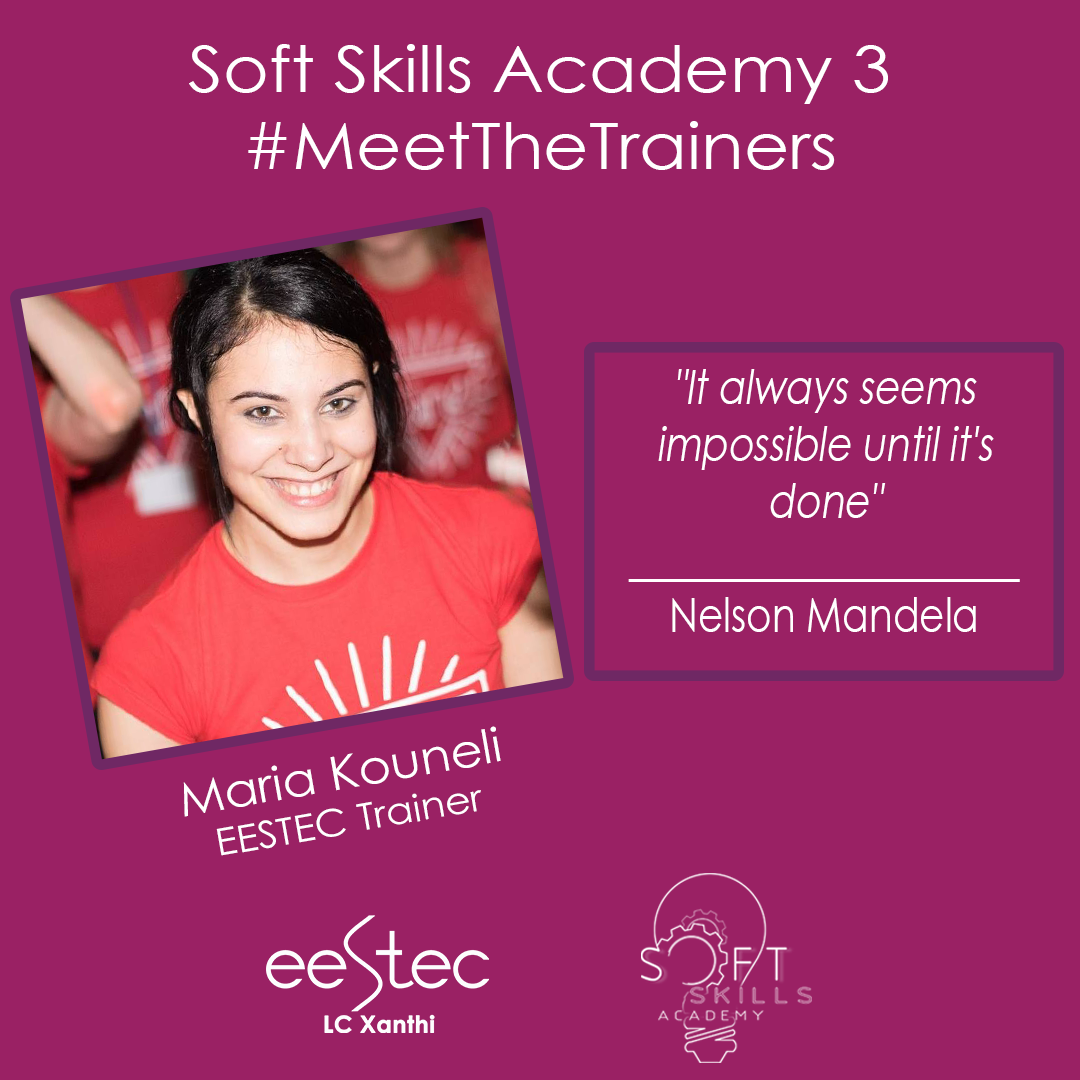 Soft Skills Academy 3
#MeetTheTrainers
"It always seems
impossible until it's
done"
Nelson Mandela
Maria Kouneli
EESTEC Trainer
eestec
LC Xanthi
SOFT
SKILLS
ACADEMY